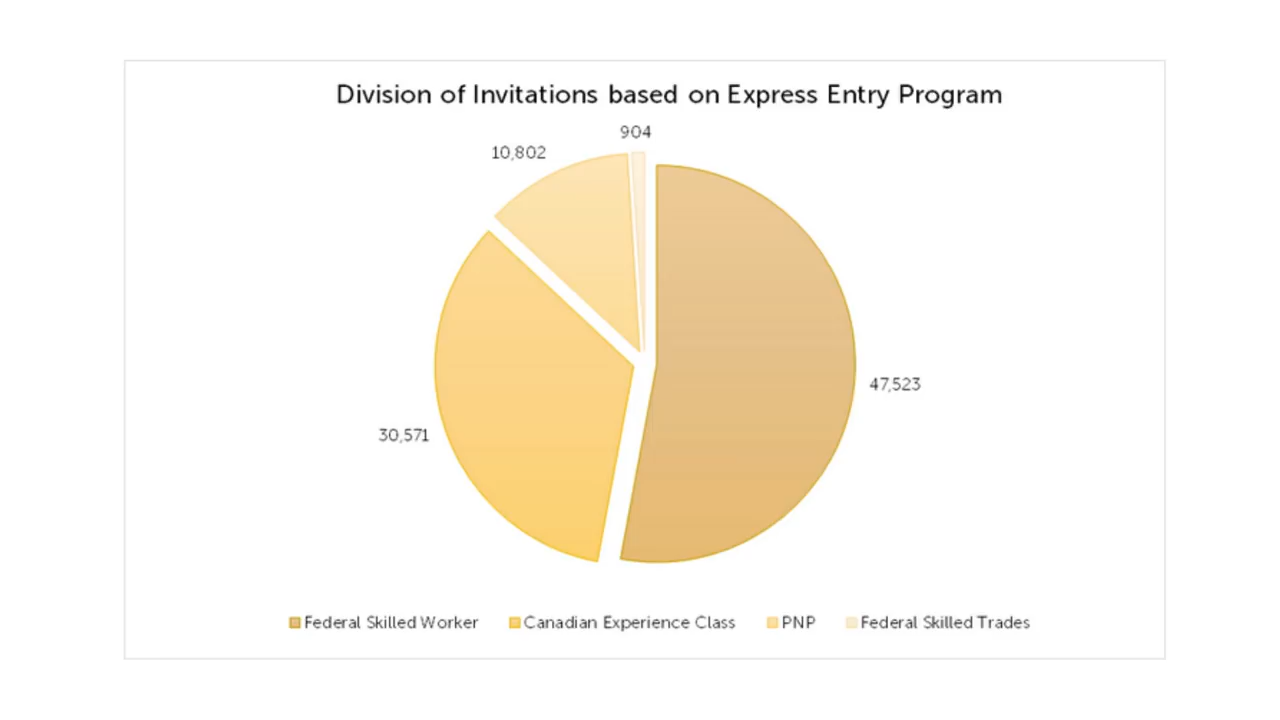 Division of Invitations based on Express Entry Program
904
10,802
47,523
30,571
Federal Skilled Worker Canadian Experience Class PNP Federal Skilled Trades